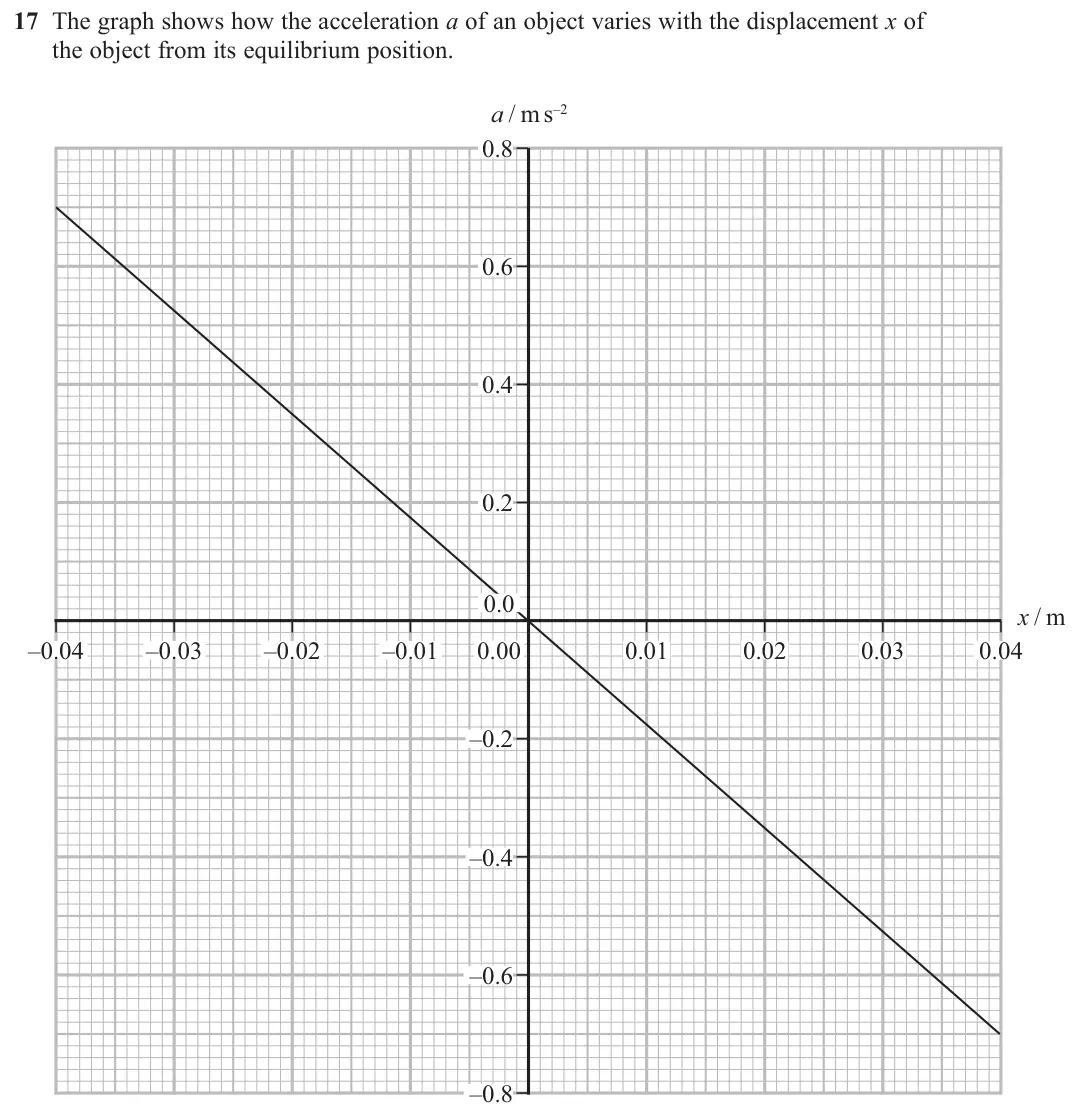 17 The graph shows how the acceleration a of an object varies with the displacement x of
the object from its equilibrium position.
a / m s⁻²
0.8
0.6
0.4
0.2
0.0
x / m
–0.04 –0.03 –0.02 –0.01 0.00 0.01 0.02 0.03 0.04
–0.2
–0.4
–0.6
–0.8